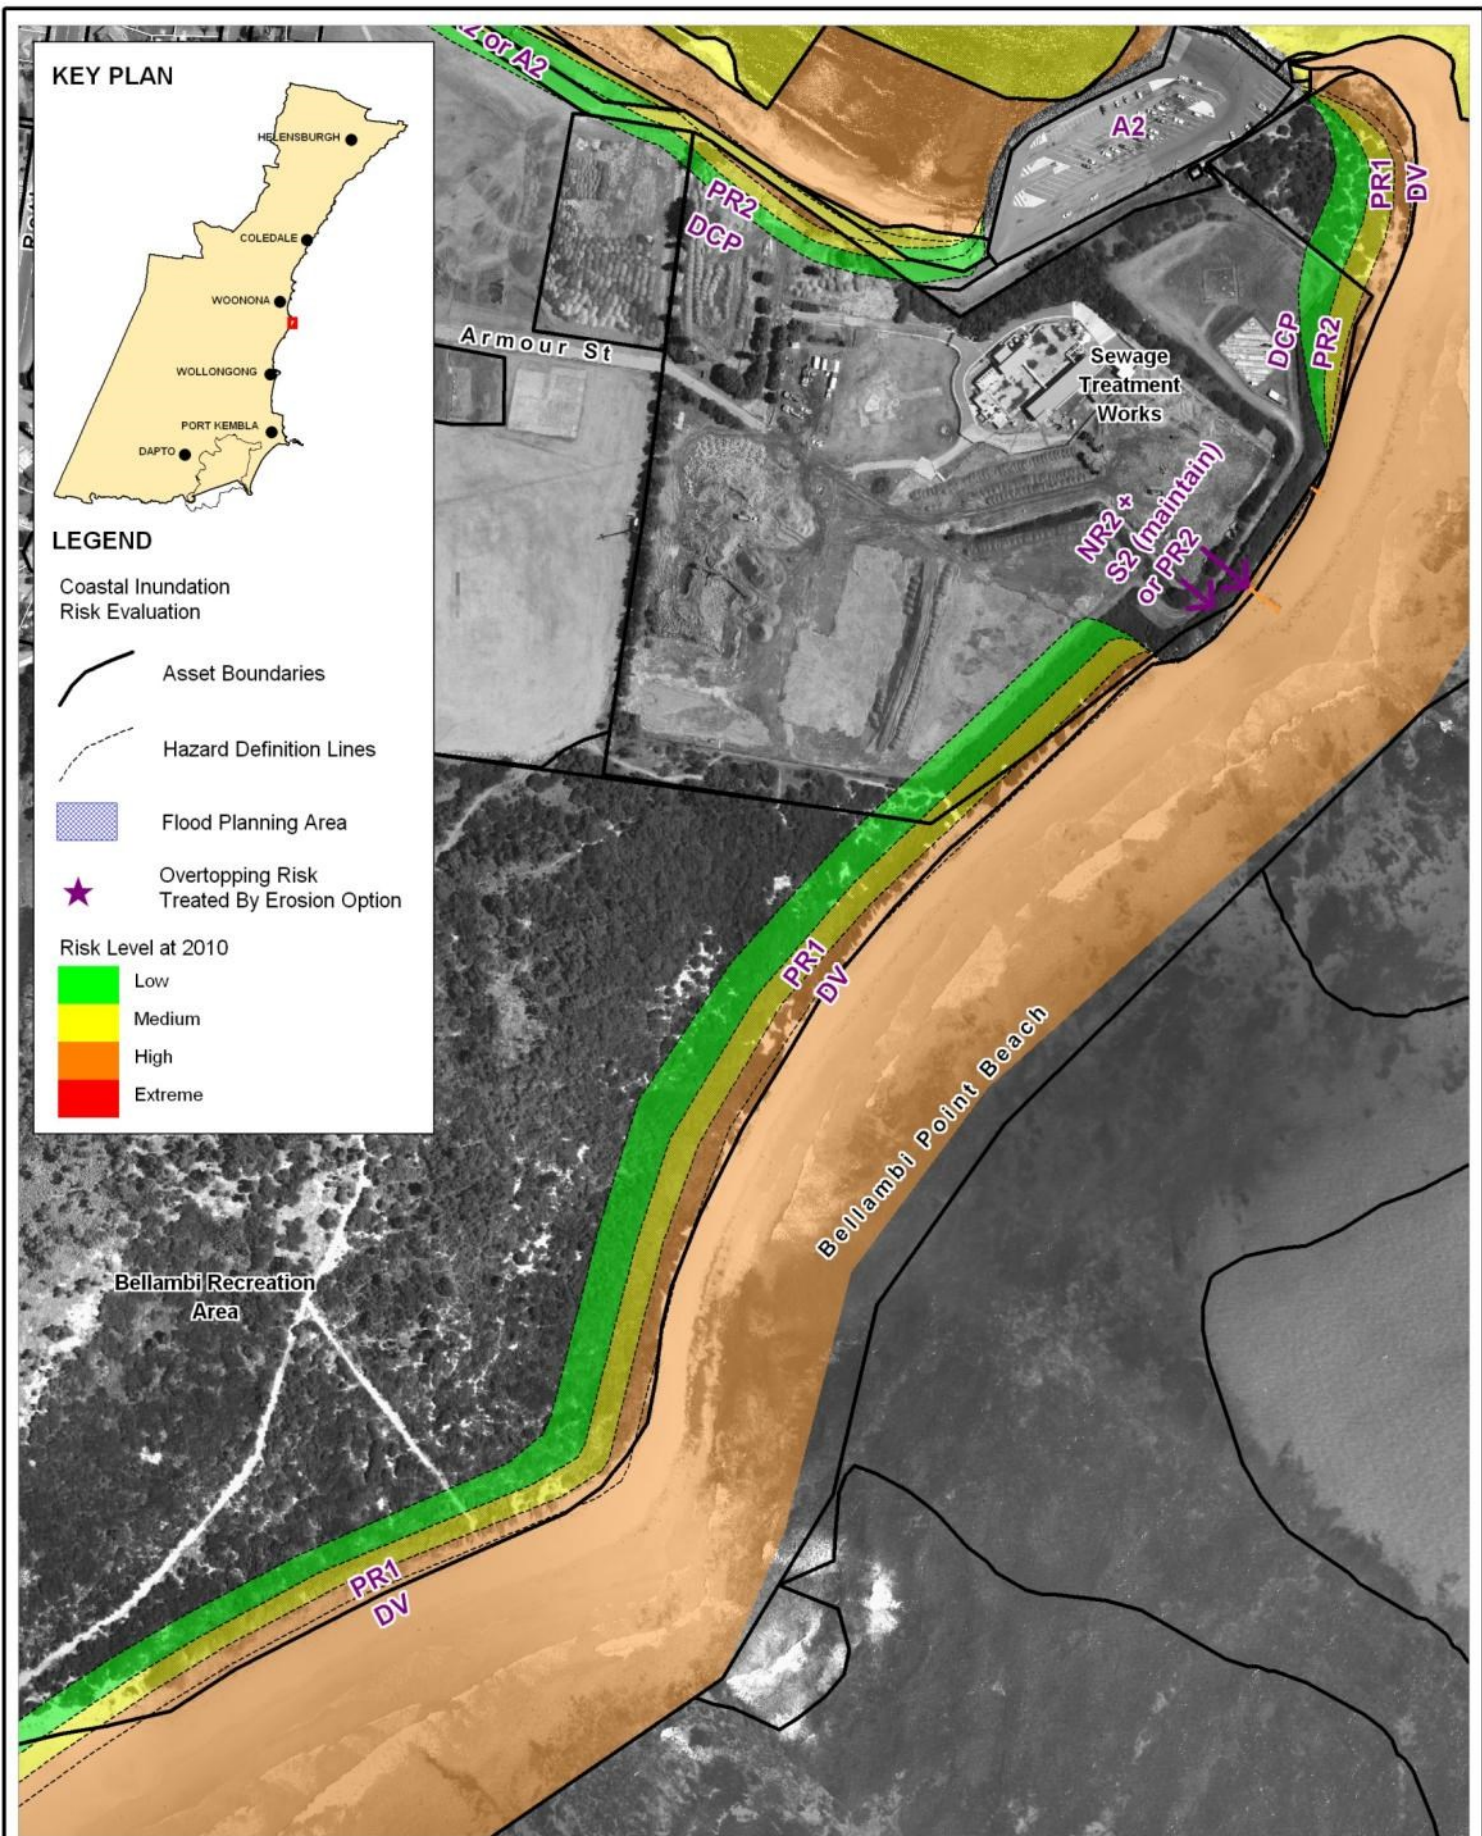 KEY PLAN
HELENSBURGH
COLEDALE
WOONONA
WOLLONGONG
PORT KEMBLA
DAPTO
LEGEND
Coastal Inundation
Risk Evaluation
Asset Boundaries
Hazard Definition Lines
Flood Planning Area
Overtopping Risk
Treated By Erosion Option
Risk Level at 2010
Low
Medium
High
Extreme
or A2
A2
PR2
DCP
PR1
DV
Armour St
Sewage
Treatment
Works
DCP
PR2
NR2 +
S2 (maintain)
or PR2
PR1
DV
Bellambi Point Beach
Bellambi Recreation
Area
PR1
DV